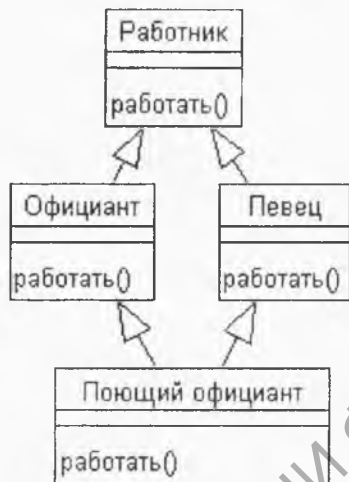 Работник
работать()
Официант
Певец
работать()
работать()
Поющий официант
работать()